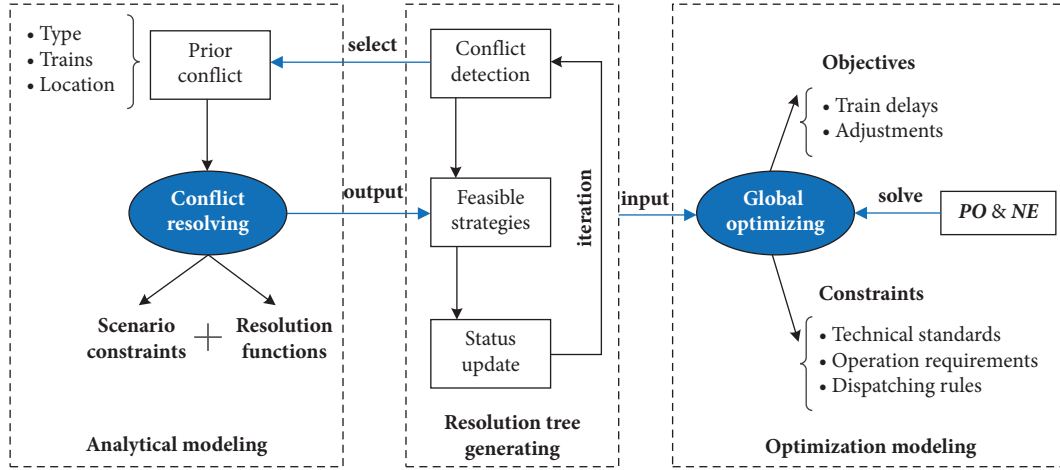 • Type
• Trains
• Location
Prior
conflict
select
Conflict
detection
Conflict
resolving
output
Feasible
strategies
iteration
Status
update
Scenario
constraints
+
Resolution
functions
Analytical modeling
Resolution tree
generating
input
Objectives
• Train delays
• Adjustments
Global
optimizing
solve
PO & NE
Constraints
• Technical standards
• Operation requirements
• Dispatching rules
Optimization modeling